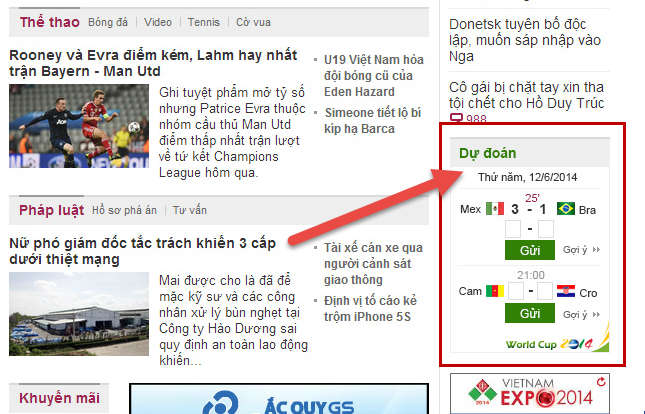 Thể thao
Bóng đá | Video | Tennis | Cờ vua
Rooney và Evra điểm kém, Lahm hay nhất
trận Bayern - Man Utd
Ghi tuyệt phẩm mở tỷ số
nhưng Patrice Evra thuộc
nhóm cầu thủ Man Utd
điểm thấp nhất trận lượt
về tứ kết Champions
League hôm qua.
U19 Việt Nam hỏa
đội bóng cũ của
Eden Hazard
Simeone tiết lộ bí
kíp hạ Barca
Pháp luật
Hồ sơ phá án | Tư vấn
Nữ phó giám đốc tắc trách khiến 3 cấp
dưới thiệt mạng
Mai được cho là đã để
mặc kỹ sư và các công
nhân xử lý bùn nghẹt tại
Công ty Hào Dương sai
quy định an toàn lao động
khiến...
Tài xế cán xe qua
người cảnh sát
giao thông
Định vị tố cáo kẻ
trộm iPhone 5S
Khuyến mãi
ẮC QUY GS
Donetsk tuyên bố độc
lập, muốn sáp nhập vào
Nga
Cô gái bị chặt tay xin tha
tội chết cho Hồ Duy Trúc
988
Dự đoán
Thứ năm, 12/6/2014
25'
Mex 3 - 1 Bra
-
Gửi Gợi ý
21:00
Cam - Cro
Gửi Gợi ý
World Cup 2014
2014
VIETNAM
EXPO2014